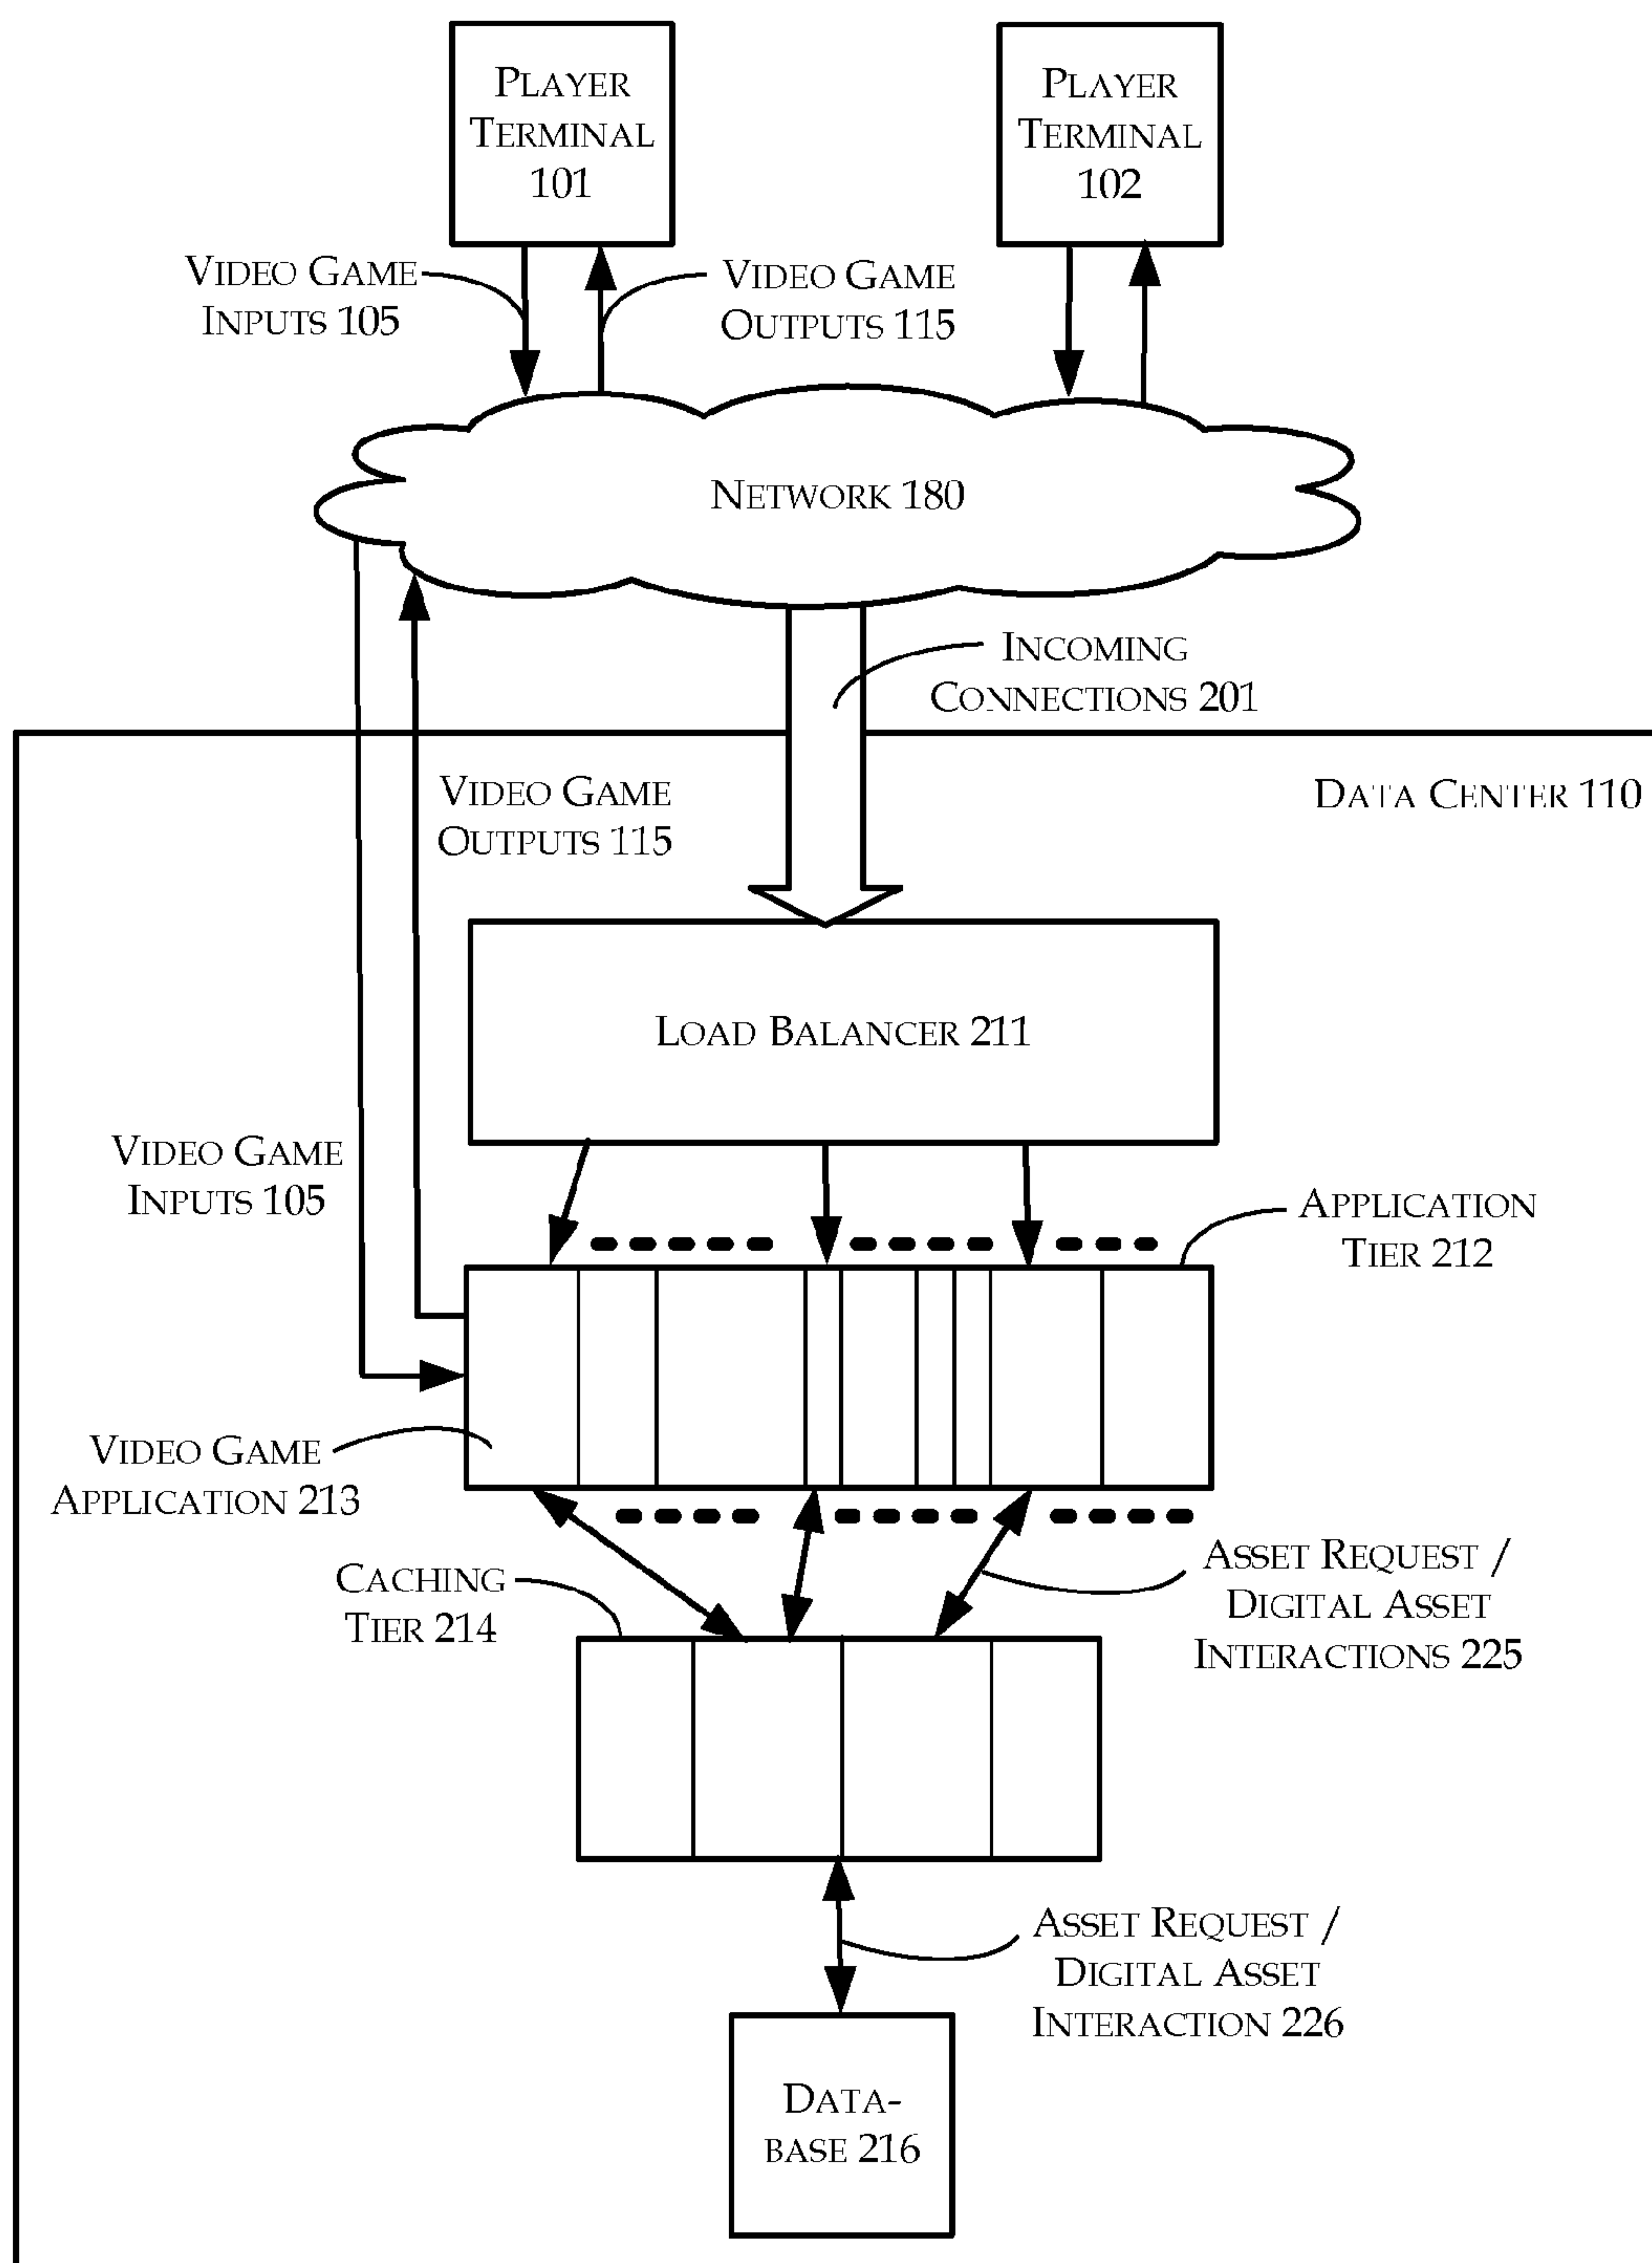 PLAYER
TERMINAL
101
PLAYER
TERMINAL
102
VIDEO GAME
INPUTS 105
VIDEO GAME
OUTPUTS 115
NETWORK 180
INCOMING
CONNECTIONS 201
VIDEO GAME
OUTPUTS 115
DATA CENTER 110
LOAD BALANCER 211
VIDEO GAME
INPUTS 105
APPLICATION
TIER 212
VIDEO GAME
APPLICATION 213
CACHING
TIER 214
ASSET REQUEST /
DIGITAL ASSET
INTERACTIONS 225
ASSET REQUEST /
DIGITAL ASSET
INTERACTION 226
DATA-
BASE 216